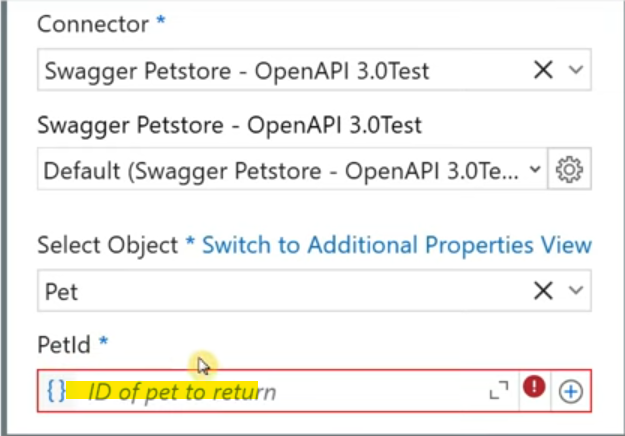 Connector *
Swagger Petstore - OpenAPI 3.0Test
Swagger Petstore - OpenAPI 3.0Test
Default (Swagger Petstore - OpenAPI 3.0Te...
Select Object * Switch to Additional Properties View
Pet
PetId *
{} ID of pet to return